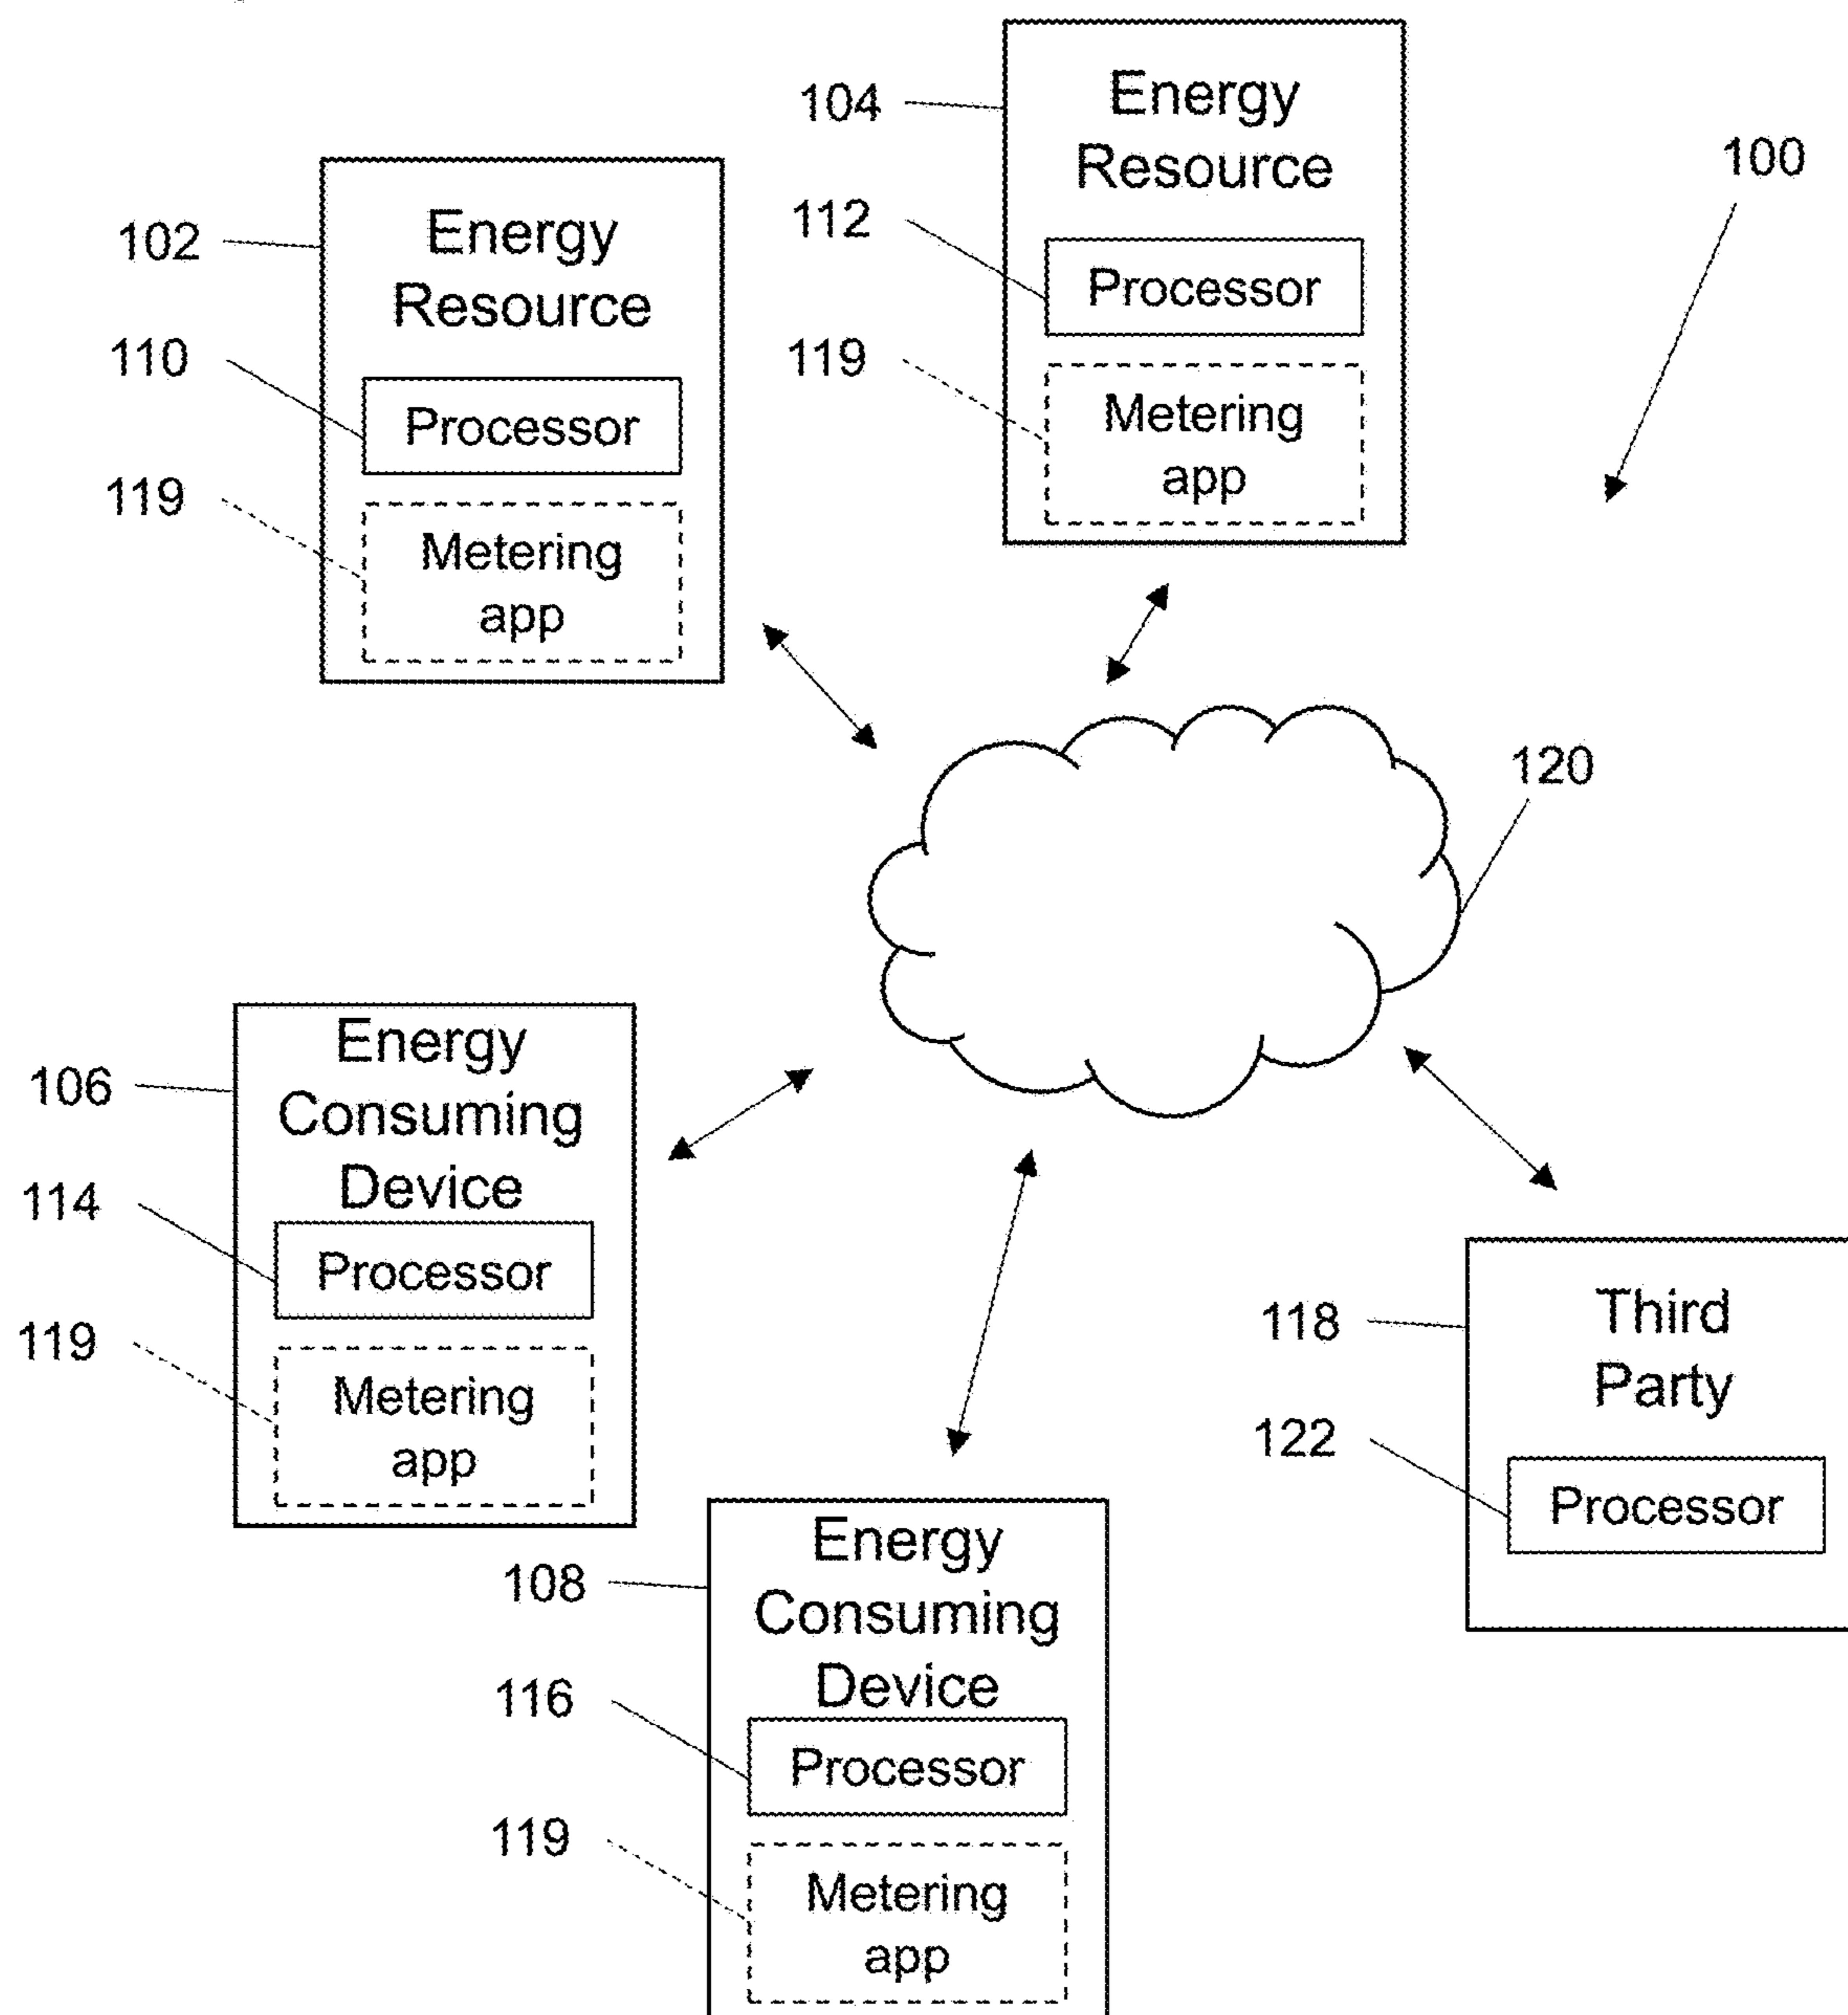 104
Energy
Resource
112
Processor
119
Metering
app
100
102
Energy
Resource
110
Processor
119
Metering
app
120
106
Energy
Consuming
Device
114
Processor
119
Metering
app
118
Third
Party
122
Processor
108
Energy
Consuming
Device
116
Processor
119
Metering
app